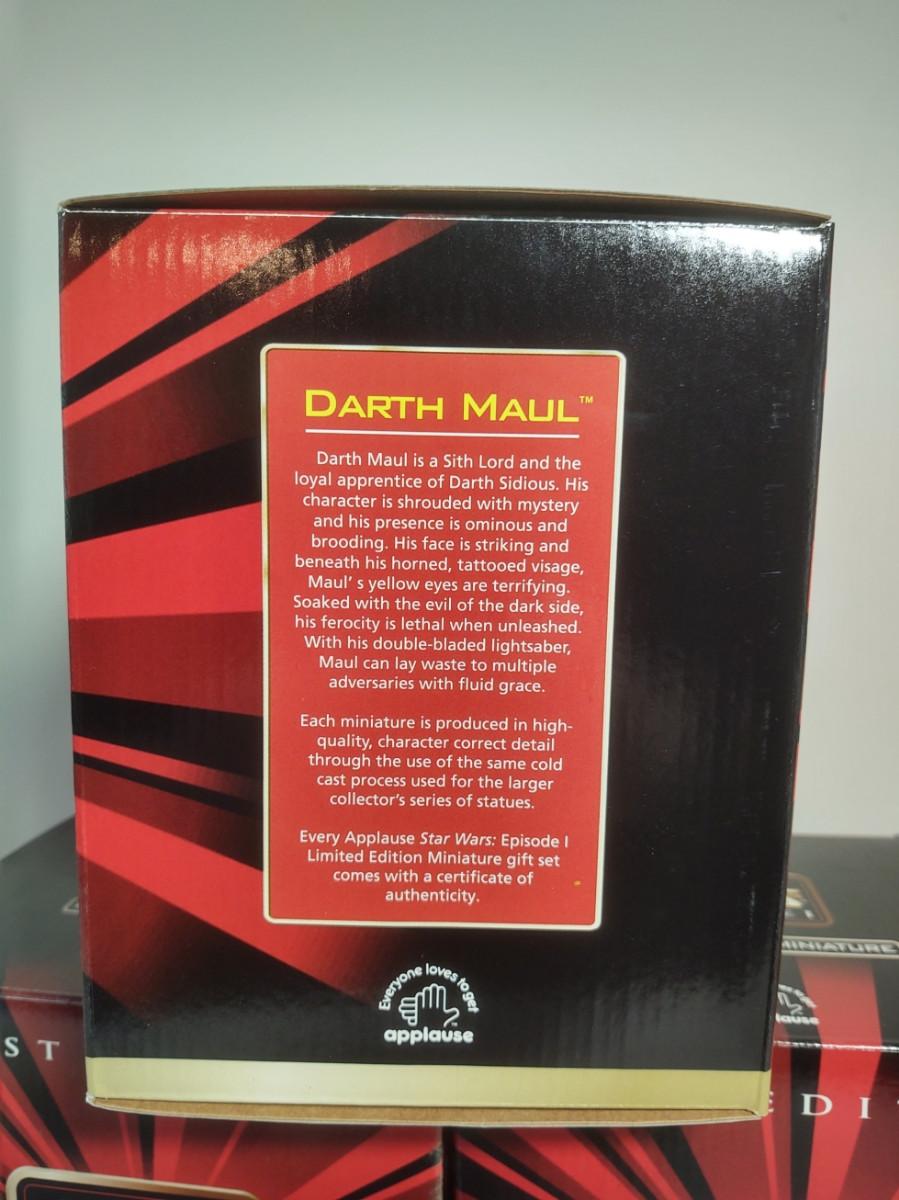 DARTH MAUL™
Darth Maul is a Sith Lord and the
loyal apprentice of Darth Sidious. His
character is shrouded with mystery
and his presence is ominous and
brooding. His face is striking and
beneath his horned, tattooed visage,
Maul' s yellow eyes are terrifying.
Soaked with the evil of the dark side,
his ferocity is lethal when unleashed.
With his double-bladed lightsaber,
Maul can lay waste to multiple
adversaries with fluid grace.
Each miniature is produced in high-
quality, character correct detail
through the use of the same cold
cast process used for the larger
collector's series of statues.
Every Applause Star Wars: Episode I
Limited Edition Miniature gift set
comes with a certificate of
authenticity.
Everyone loves to get
applause
MINIATURE
ST
EDI